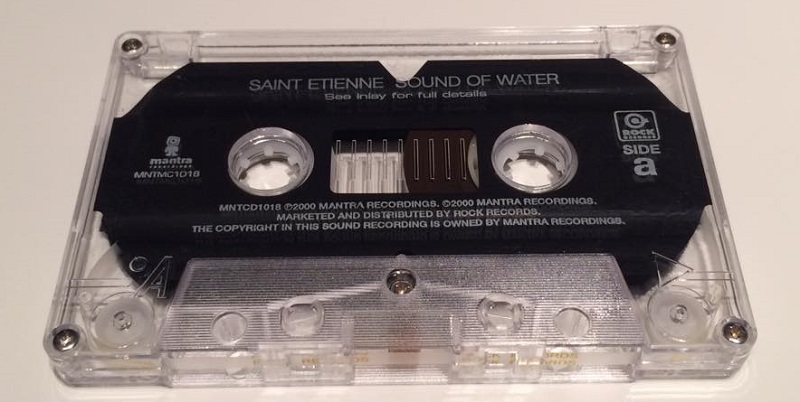 SAINT ETIENNE SOUND OF WATER
See inlay for full details
mantra
recordings
MNTMC1018
ROCK
RECORDS
SIDE
a
MNTCD1018 ℗2000 MANTRA RECORDINGS. ©2000 MANTRA RECORDINGS.
MARKETED AND DISTRIBUTED BY ROCK RECORDS.
THE COPYRIGHT IN THIS SOUND RECORDING IS OWNED BY MANTRA RECORDINGS.
A